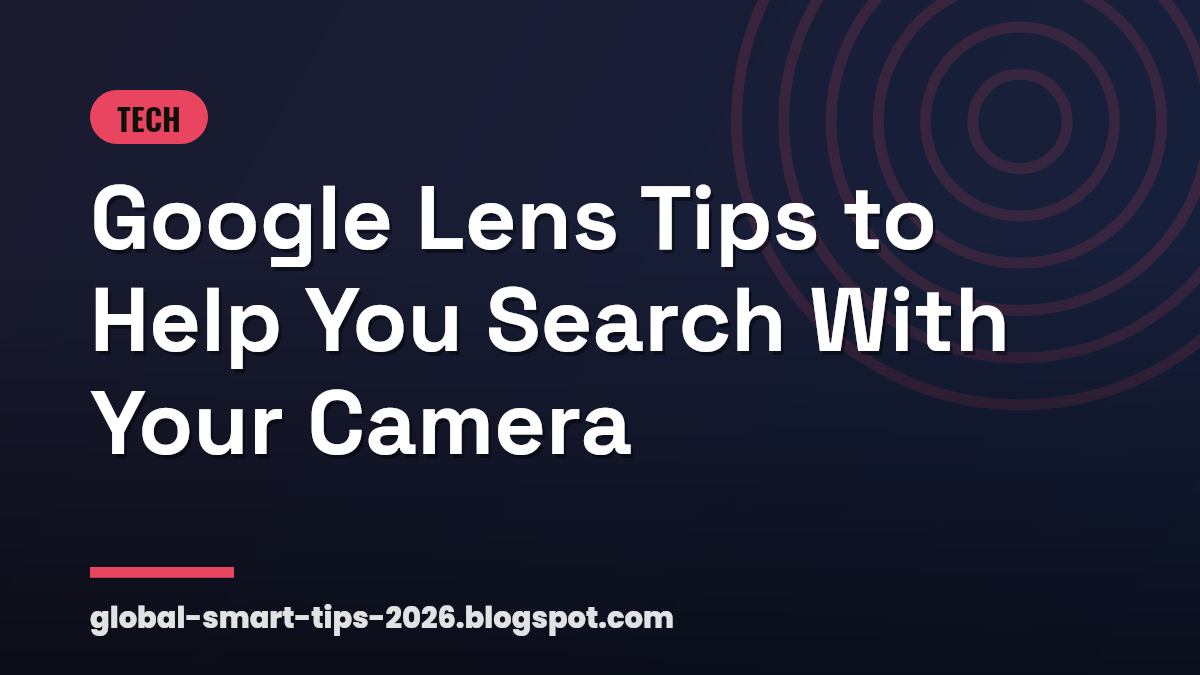 TECH
Google Lens Tips to
Help You Search With
Your Camera
global-smart-tips-2026.blogspot.com